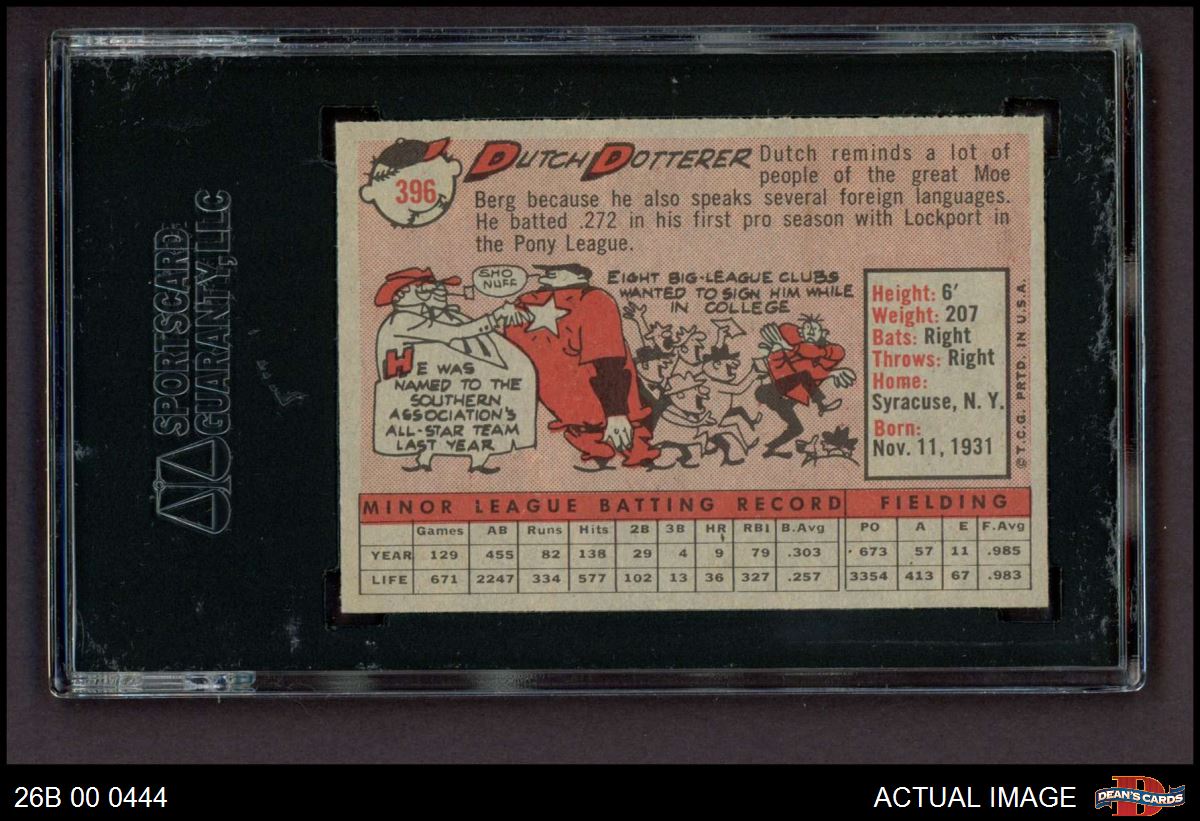 SPORTSCARD
GUARANTY, LLC
396
DUTCH DOTTERER
Dutch reminds a lot of
people of the great Moe
Berg because he also speaks several foreign languages.
He batted .272 in his first pro season with Lockport in
the Pony League.
SHO
NUFF
HE WAS
NAMED TO THE
SOUTHERN
ASSOCIATION'S
ALL-STAR TEAM
LAST YEAR
EIGHT BIG-LEAGUE CLUBS
WANTED TO SIGN HIM WHILE
IN COLLEGE
Height: 6'
Weight: 207
Bats: Right
Throws: Right
Home:
Syracuse, N. Y.
Born:
Nov. 11, 1931
© T.C.G. PRTD. IN U.S.A.
MINOR LEAGUE BATTING RECORD FIELDING
Games AB Runs Hits 2B 3B HR RBI B.Avg PO A E F.Avg
YEAR 129 455 82 138 29 4 9 79 .303 673 57 11 .985
LIFE 671 2247 334 577 102 13 36 327 .257 3354 413 67 .983
26B 00 0444
ACTUAL IMAGE
DEAN'S CARDS